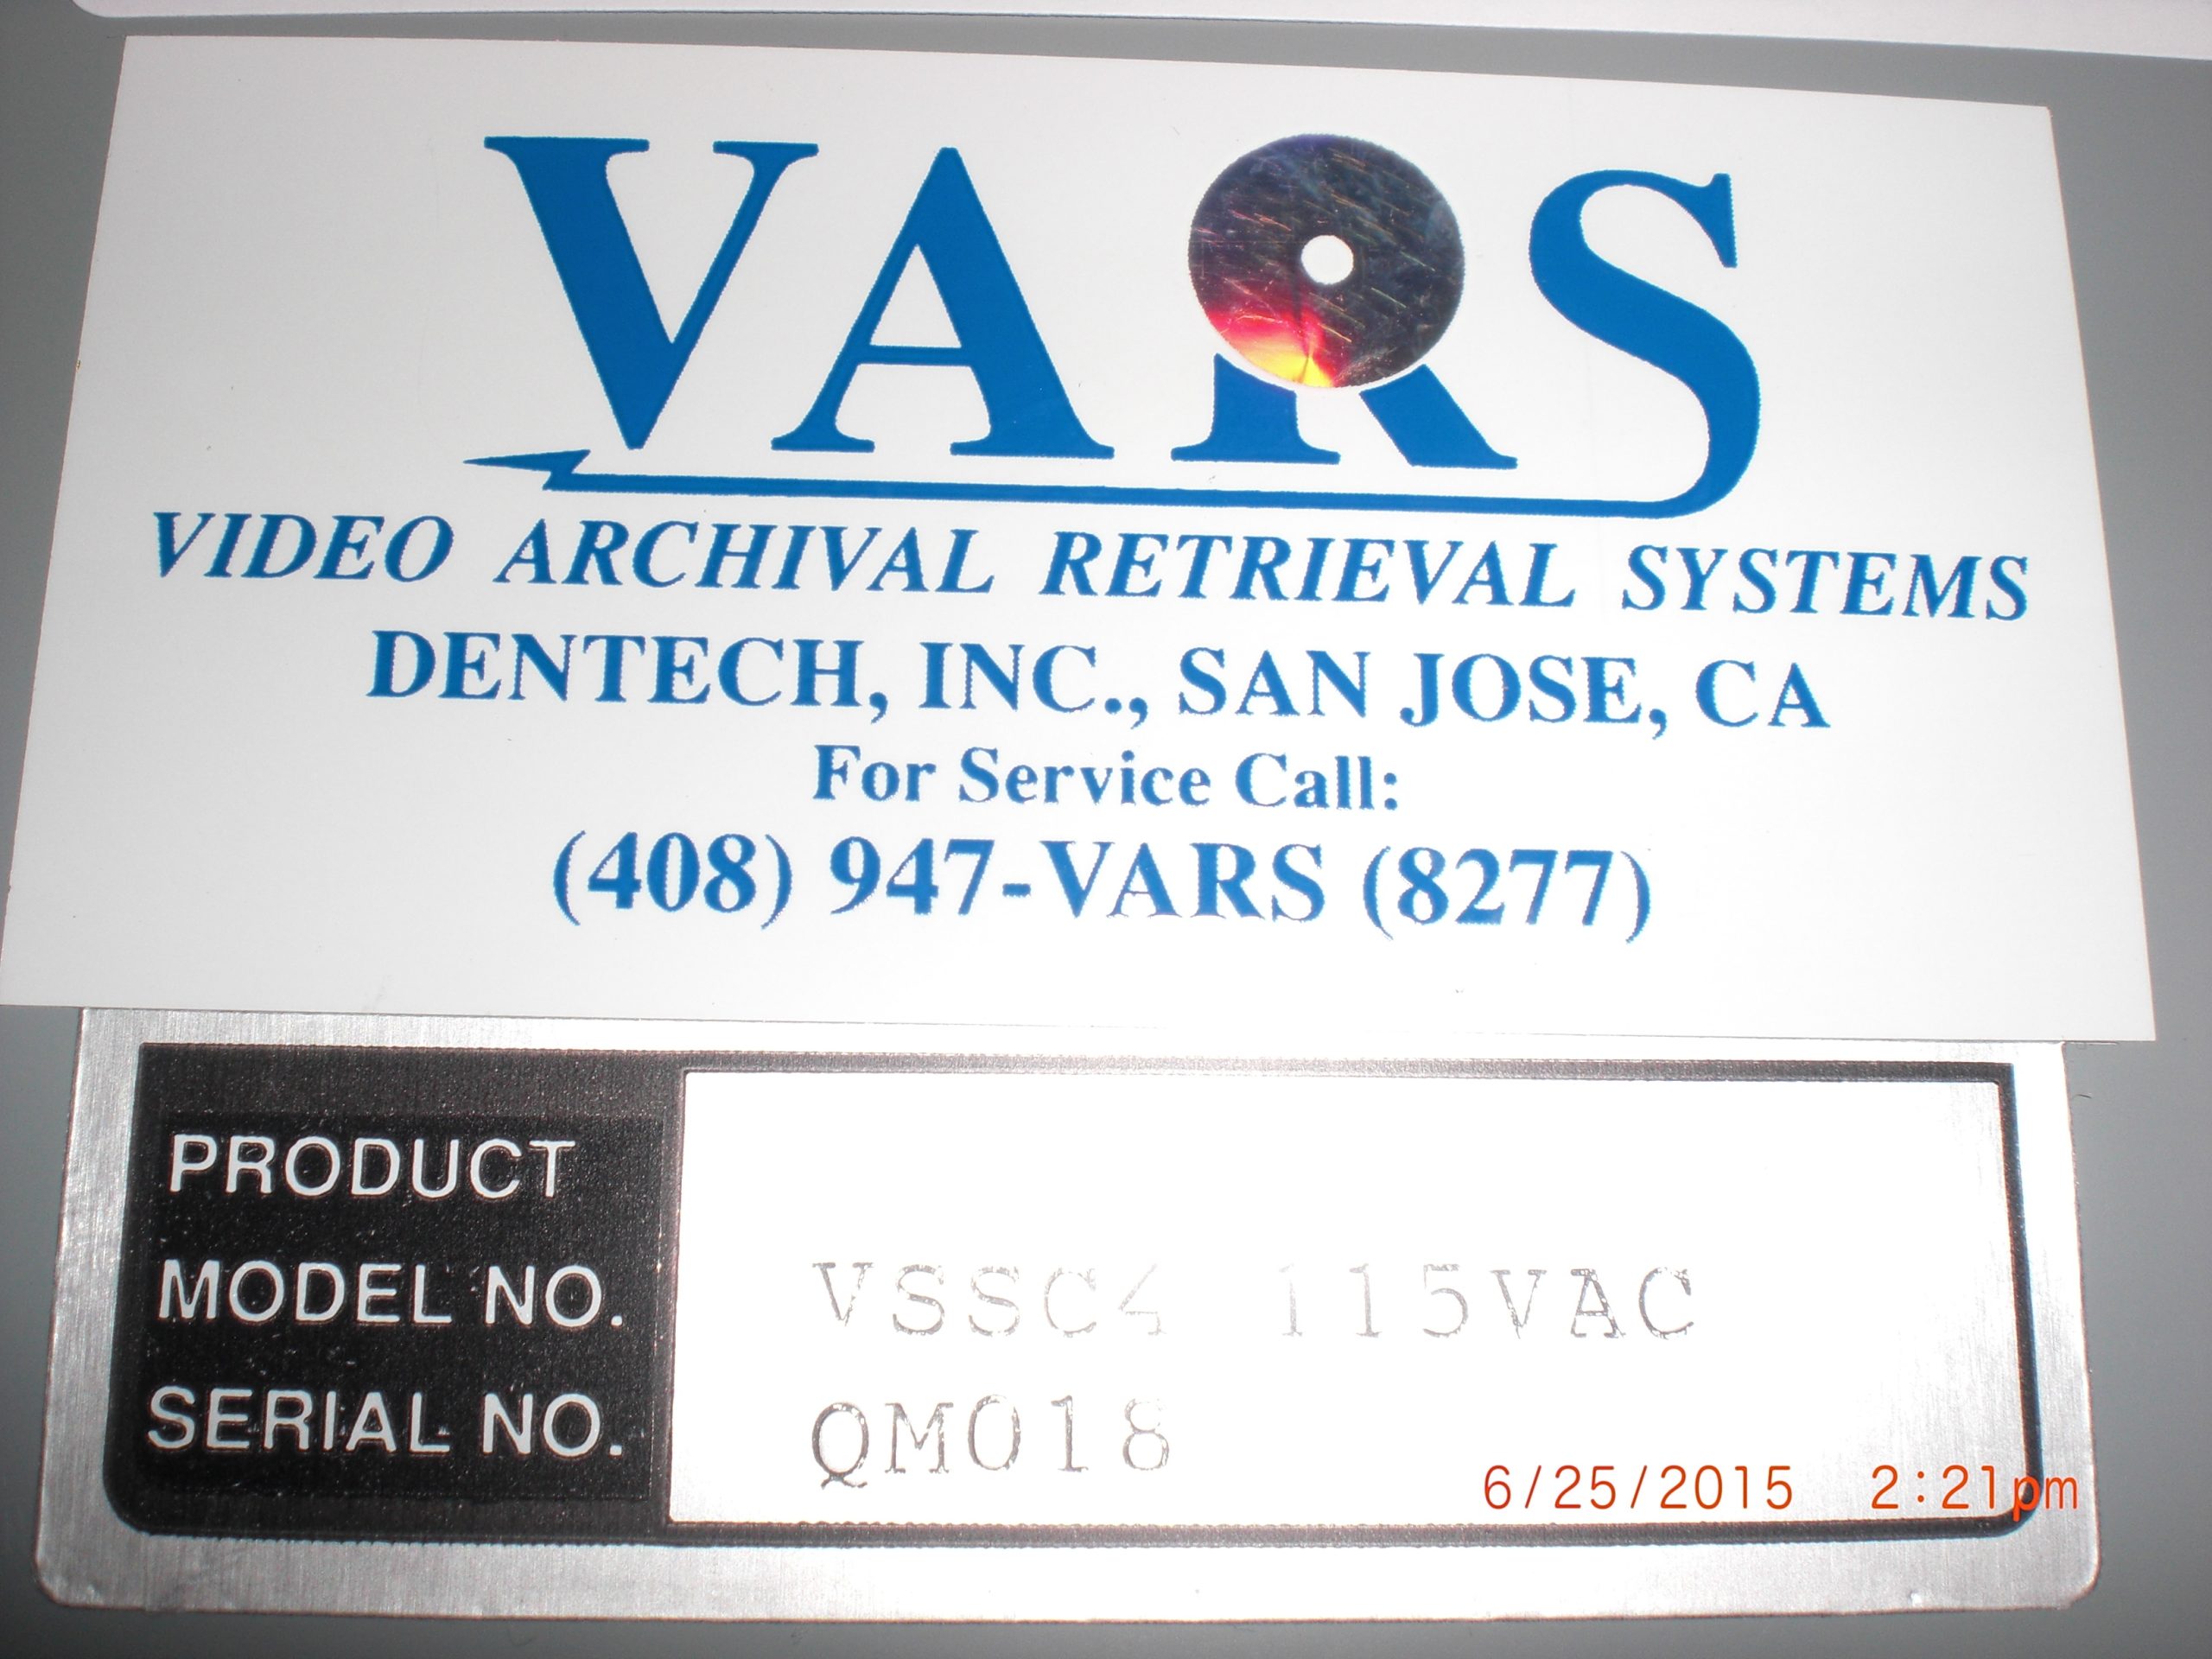 VARS
VIDEO ARCHIVAL RETRIEVAL SYSTEMS
DENTECH, INC., SAN JOSE, CA
For Service Call:
(408) 947-VARS (8277)
PRODUCT
MODEL NO. VSSC4 115VAC
SERIAL NO. QM018
6/25/2015 2:21pm